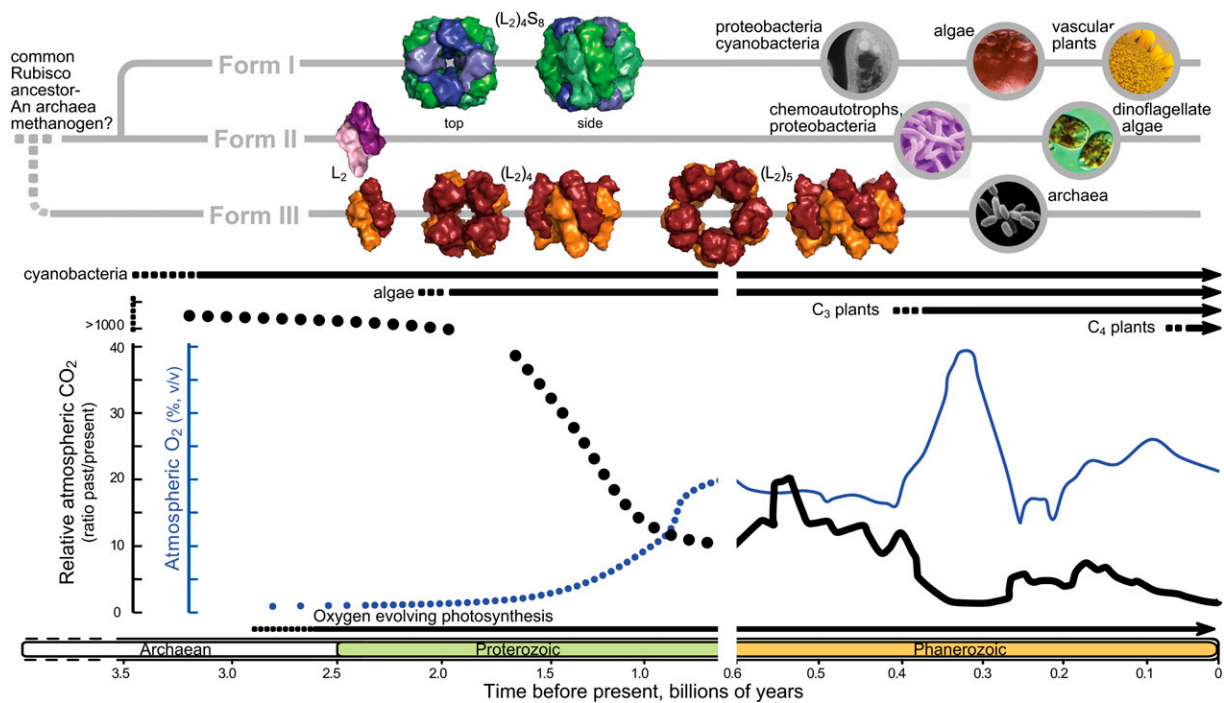 common
Rubisco
ancestor-
An archaea
methanogen?
Form I
(L2)4S8
top
side
proteobacteria
cyanobacteria
algae
vascular
plants
Form II
L2
chemoautotrophs,
proteobacteria
dinoflagellate
algae
Form III
(L2)4
(L2)5
archaea
cyanobacteria
algae
C3 plants
C4 plants
>1000
40
30
20
10
0
Relative atmospheric CO2
(ratio past/present)
Atmospheric O2 (%, v/v)
Oxygen evolving photosynthesis
Archaean
Proterozoic
Phanerozoic
3.5 3.0 2.5 2.0 1.5 1.0 0.6 0.5 0.4 0.3 0.2 0.1 0
Time before present, billions of years